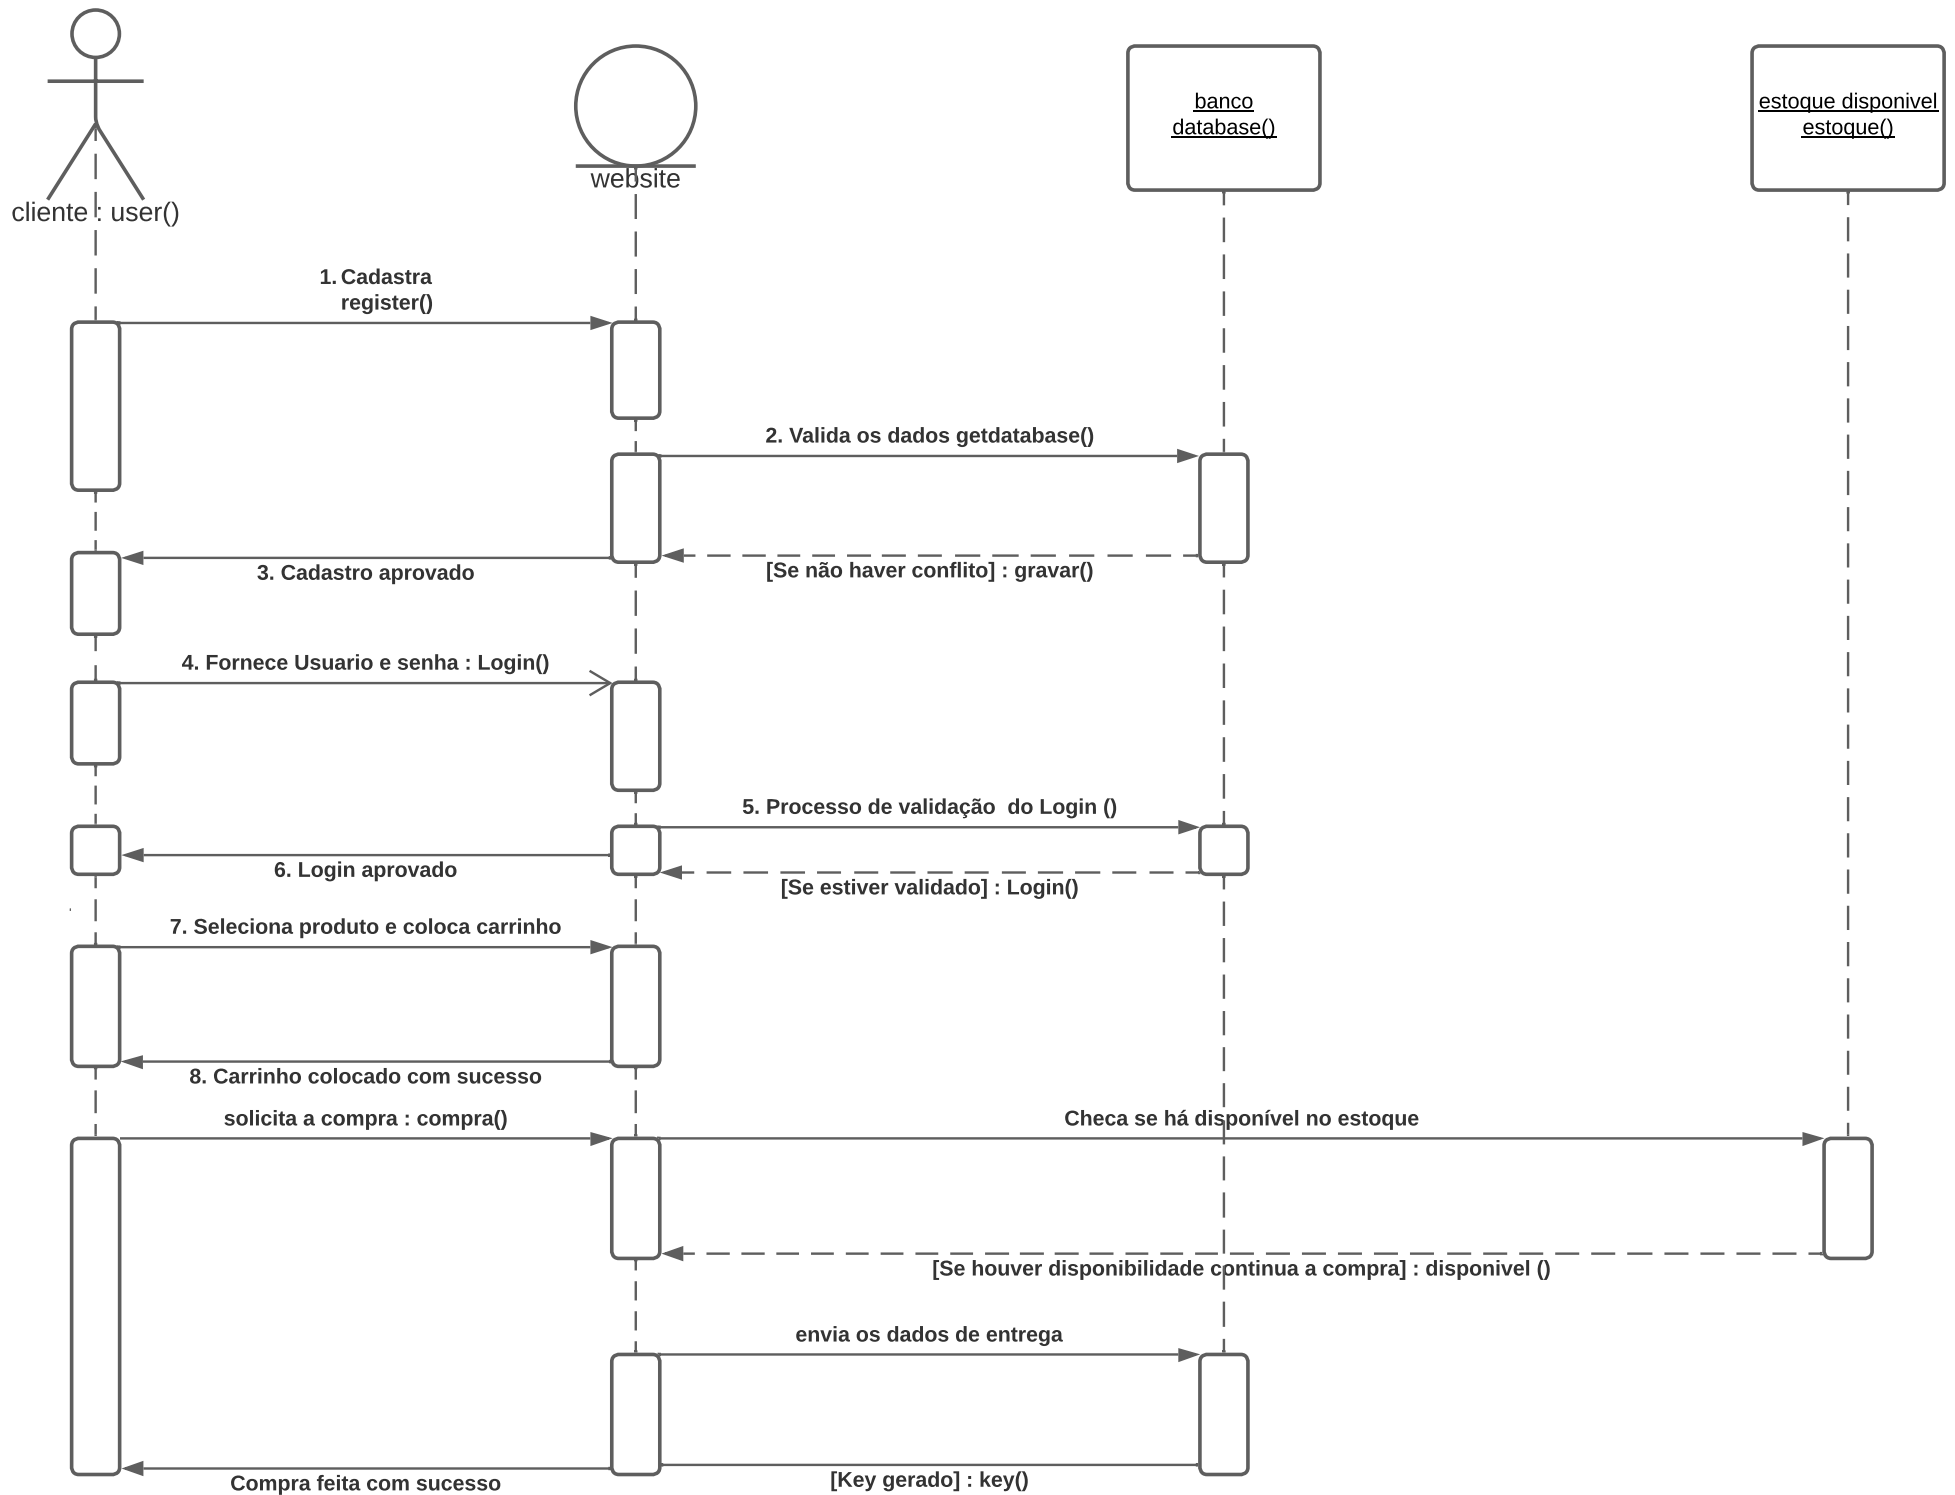 banco
database()
estoque disponivel
estoque()
website
cliente : user()
1. Cadastra
register()
2. Valida os dados getdatabase()
[Se não haver conflito] : gravar()
3. Cadastro aprovado
4. Fornece Usuario e senha : Login()
5. Processo de validação  do Login ()
6. Login aprovado
[Se estiver validado] : Login()
7. Seleciona produto e coloca carrinho
8. Carrinho colocado com sucesso
solicita a compra : compra()
Checa se há disponível no estoque
[Se houver disponibilidade continua a compra] : disponivel ()
envia os dados de entrega
[Key gerado] : key()
Compra feita com sucesso